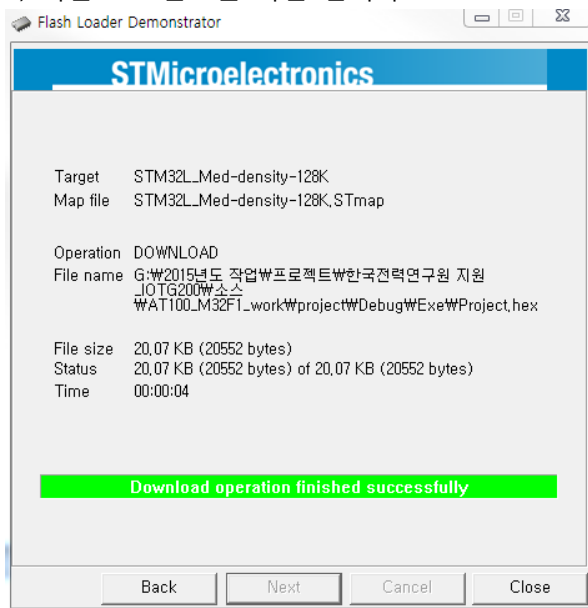 Flash Loader Demonstrator
STMicroelectronics
Target STM32L_Med-density-128K
Map file STM32L_Med-density-128K.STmap
Operation DOWNLOAD
File name G:₩2015년도 작업₩프로젝트₩한국전력연구원 지원
_IOTG200₩소스
₩AT100_M32F1_work₩project₩Debug₩Exe₩Project.hex
File size 20,07 KB (20552 bytes)
Status 20,07 KB (20552 bytes) of 20,07 KB (20552 bytes)
Time 00:00:04
Download operation finished successfully
Back Next Cancel Close